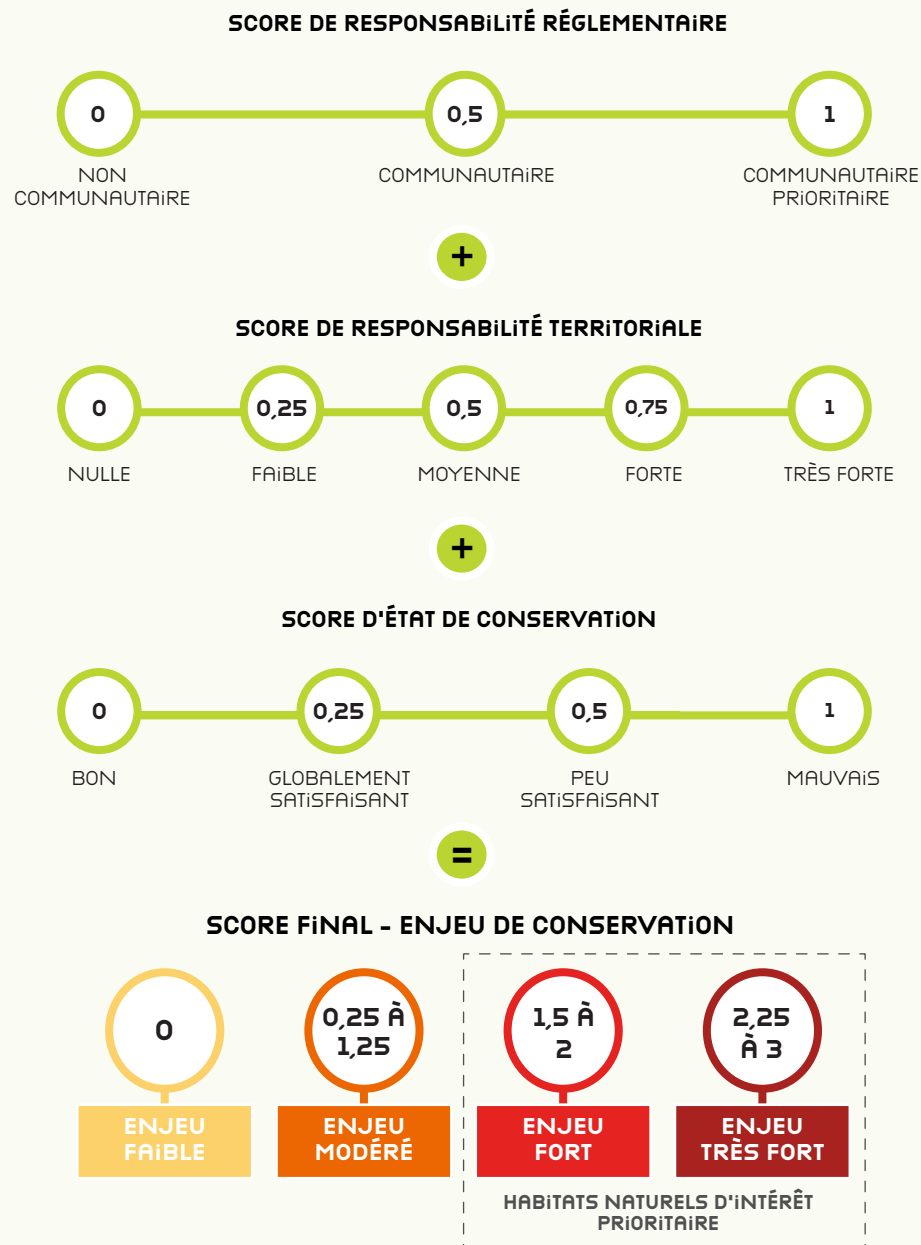 SCORE DE RESPONSABiLiTÉ RÉGLEMENTAiRE
0
0,5
1
NON
COMMUNAUTAiRE
COMMUNAUTAiRE
COMMUNAUTAiRE
PRiORiTAiRE
+
SCORE DE RESPONSABiLiTÉ TERRiTORiALE
0
0,25
0,5
0,75
1
NULLE
FAiBLE
MOYENNE
FORTE
TRÈS FORTE
+
SCORE D'ÉTAT DE CONSERVATiON
0
0,25
0,5
1
BON
GLOBALEMENT
SATiSFAiSANT
PEU
SATiSFAiSANT
MAUVAiS
=
SCORE FiNAL - ENJEU DE CONSERVATiON
0
0,25 À
1,25
1,5 À
2
2,25
À 3
ENJEU
FAiBLE
ENJEU
MODÉRÉ
ENJEU
FORT
ENJEU
TRÈS FORT
HABiTATS NATURELS D'iNTÉRÊT
PRiORiTAiRE